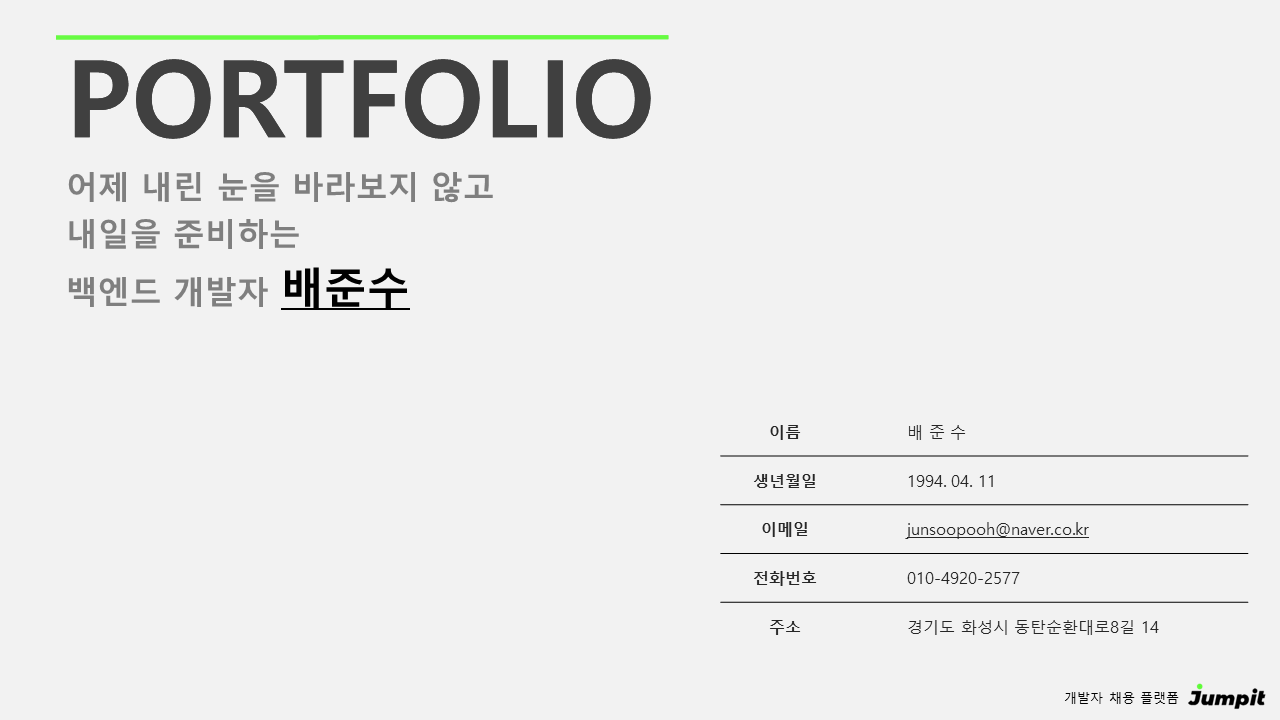 PORTFOLIO
어제 내린 눈을 바라보지 않고
내일을 준비하는
백엔드 개발자 배준수
이름 배 준 수
생년월일 1994. 04. 11
이메일 junsoopooh@naver.co.kr
전화번호 010-4920-2577
주소 경기도 화성시 동탄순환대로8길 14
개발자 채용 플랫폼 Jumpit